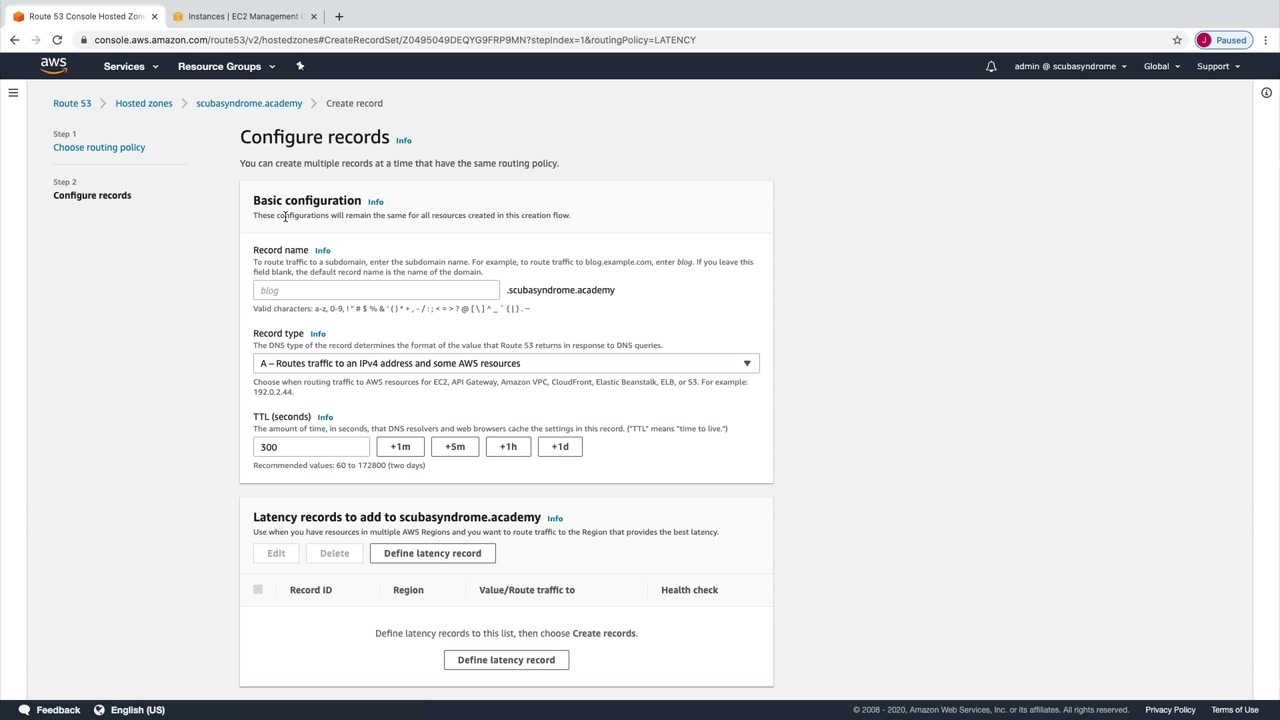 Route 53 Console Hosted Zon
Instances | EC2 Management C
console.aws.amazon.com/route53/v2/hostedzones#CreateRecordSet/Z0495049DEQYG9FRP9MN?stepIndex=1&routingPolicy=LATENCY
J Paused
aws Services Resource Groups admin @ scubasyndrome Global Support
Route 53 Hosted zones scubasyndrome.academy Create record
Step 1
Choose routing policy
Step 2
Configure records
Configure records Info
You can create multiple records at a time that have the same routing policy.
Basic configuration Info
These configurations will remain the same for all resources created in this creation flow.
Record name Info
To route traffic to a subdomain, enter the subdomain name. For example, to route traffic to blog.example.com, enter blog. If you leave this
field blank, the default record name is the name of the domain.
blog .scubasyndrome.academy
Valid characters: a-z, 0-9, ! " # $ % & ' ( ) * + , - / : ; < = > ? @ [ \ ] ^ _ ` { | } . ~
Record type Info
The DNS type of the record determines the format of the value that Route 53 returns in response to DNS queries.
A – Routes traffic to an IPv4 address and some AWS resources
Choose when routing traffic to AWS resources for EC2, API Gateway, Amazon VPC, CloudFront, Elastic Beanstalk, ELB, or S3. For example:
192.0.2.44.
TTL (seconds) Info
The amount of time, in seconds, that DNS resolvers and web browsers cache the settings in this record. ("TTL" means "time to live.")
300 +1m +5m +1h +1d
Recommended values: 60 to 172800 (two days)
Latency records to add to scubasyndrome.academy Info
Use when you have resources in multiple AWS Regions and you want to route traffic to the Region that provides the best latency.
Edit Delete Define latency record
Record ID Region Value/Route traffic to Health check
Define latency records to this list, then choose Create records.
Define latency record
Feedback English (US) © 2008 - 2020, Amazon Web Services, Inc. or its affiliates. All rights reserved. Privacy Policy Terms of Use